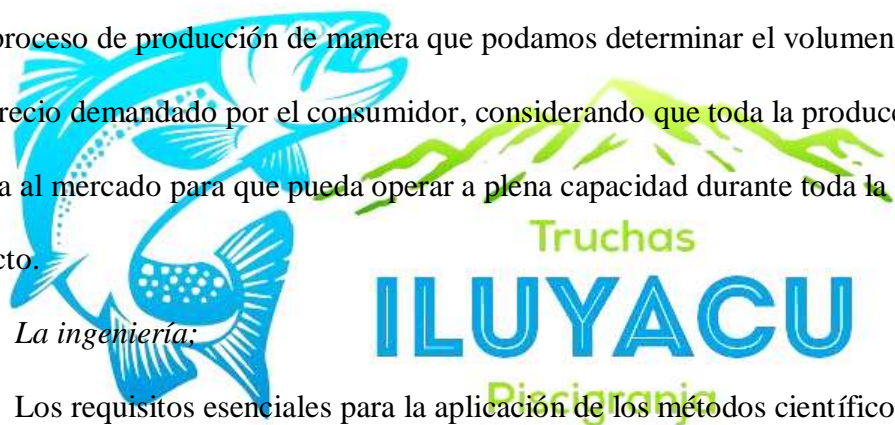 proceso de producción de manera que podamos determinar el volumen
recio demandado por el consumidor, considerando que toda la produc
a al mercado para que pueda operar a plena capacidad durante toda la
Truchas
cto.
ILUYACU
La ingeniería;
Piscigranja
Los requisitos esenciales para la aplicación de los métodos científico